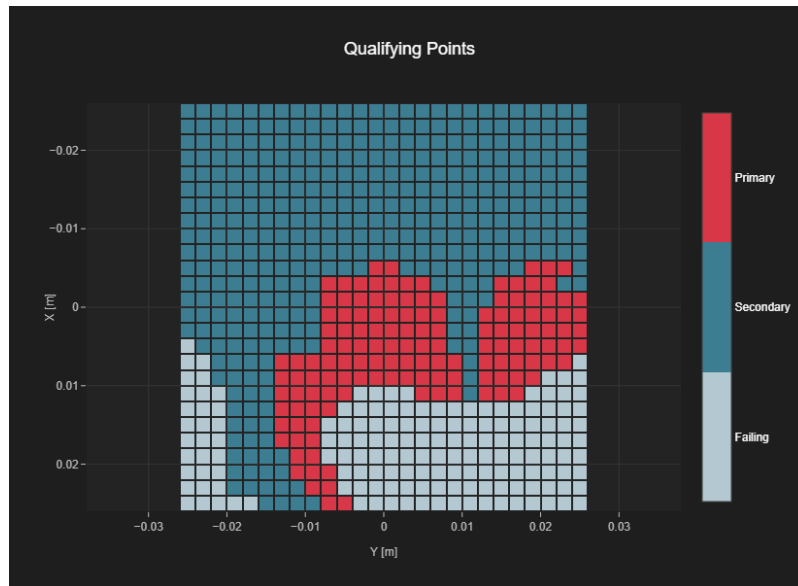 Qualifying Points
−0.02
−0.01
0
0.01
0.02
X [m]
−0.03
−0.02
−0.01
0
0.01
0.02
0.03
Y [m]
Primary
Secondary
Failing